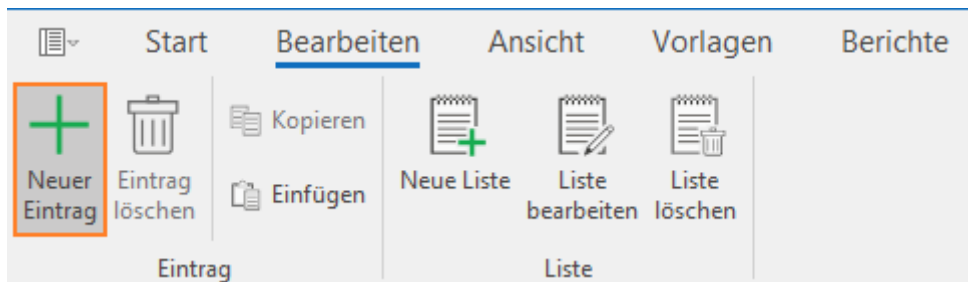 Start Bearbeiten Ansicht Vorlagen Berichte
Neuer
Eintrag
Eintrag
löschen
Kopieren
Einfügen
Eintrag
Neue Liste
Liste
bearbeiten
Liste
löschen
Liste